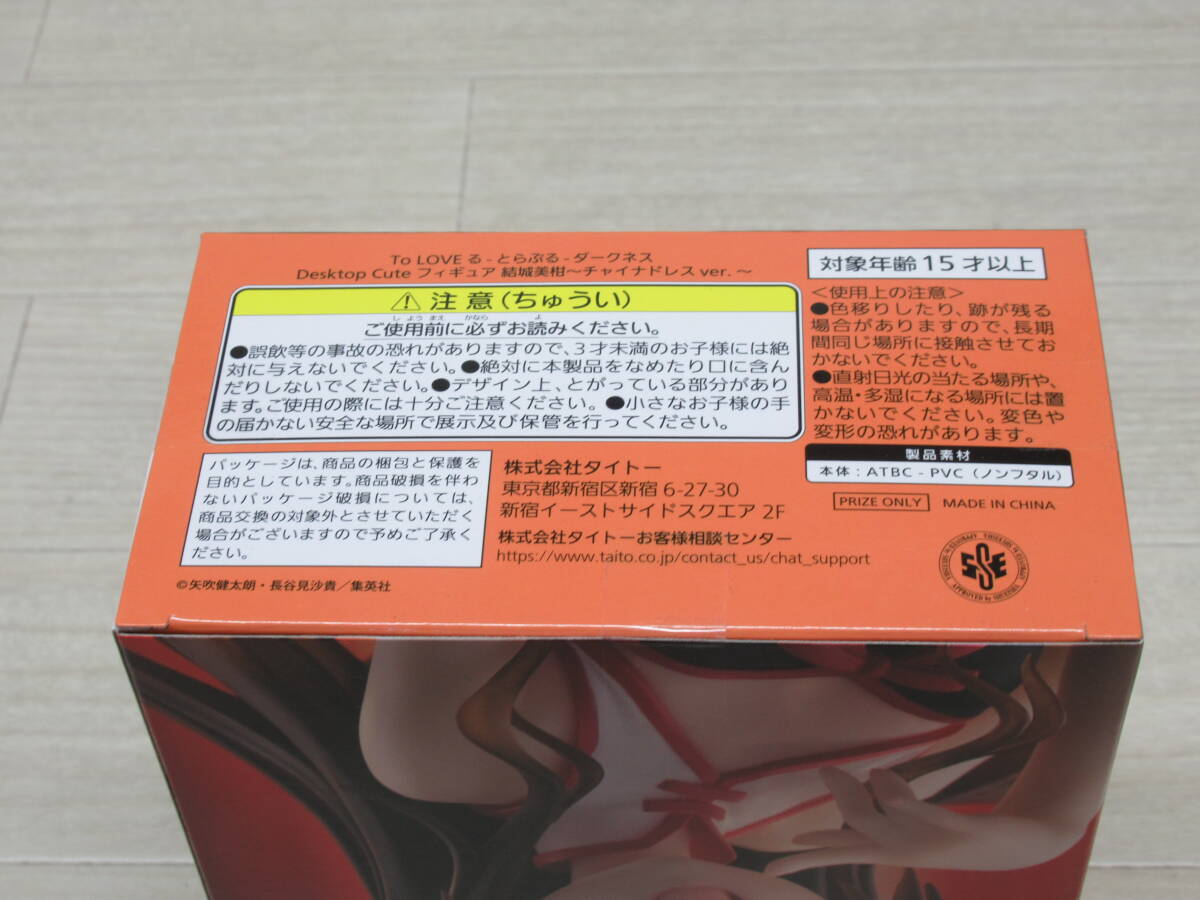 To LOVE る - とらぶる - ダークネス
Desktop Cute フィギュア 結城美柑～チャイナドレス ver. ～
注 意（ちゅうい）
しようまえ かなら よ
ご使用前に必ずお読みください。
●誤飲等の事故の恐れがありますので、3才未満のお子様には絶
対に与えないでください。●絶対に本製品をなめたり口に含ん
だりしないでください。●デザイン上、とがっている部分があり
ます。ご使用の際には十分ご注意ください。 ●小さなお子様の手
の届かない安全な場所で展示及び保管を行ってください。
対象年齢 15 才以上
＜使用上の注意＞
●色移りしたり、跡が残る
場合がありますので、長期
間同じ場所に接触させてお
かないでください。
●直射日光の当たる場所や、
高温・多湿になる場所には置
かないでください。変色や
変形の恐れがあります。
製品素材
本体：ATBC - PVC（ノンフタル）
パッケージは、商品の梱包と保護を
目的としています。商品破損を伴わ
ないパッケージ破損については、
商品交換の対象外とさせていただく
場合がございますので予めご了承く
ださい。
株式会社タイトー
東京都新宿区新宿 6-27-30
新宿イーストサイドスクエア 2F
株式会社タイトーお客様相談センター
https://www.taito.co.jp/contact_us/chat_support
PRIZE ONLY
MADE IN CHINA
©矢吹健太朗・長谷見沙貴／集英社